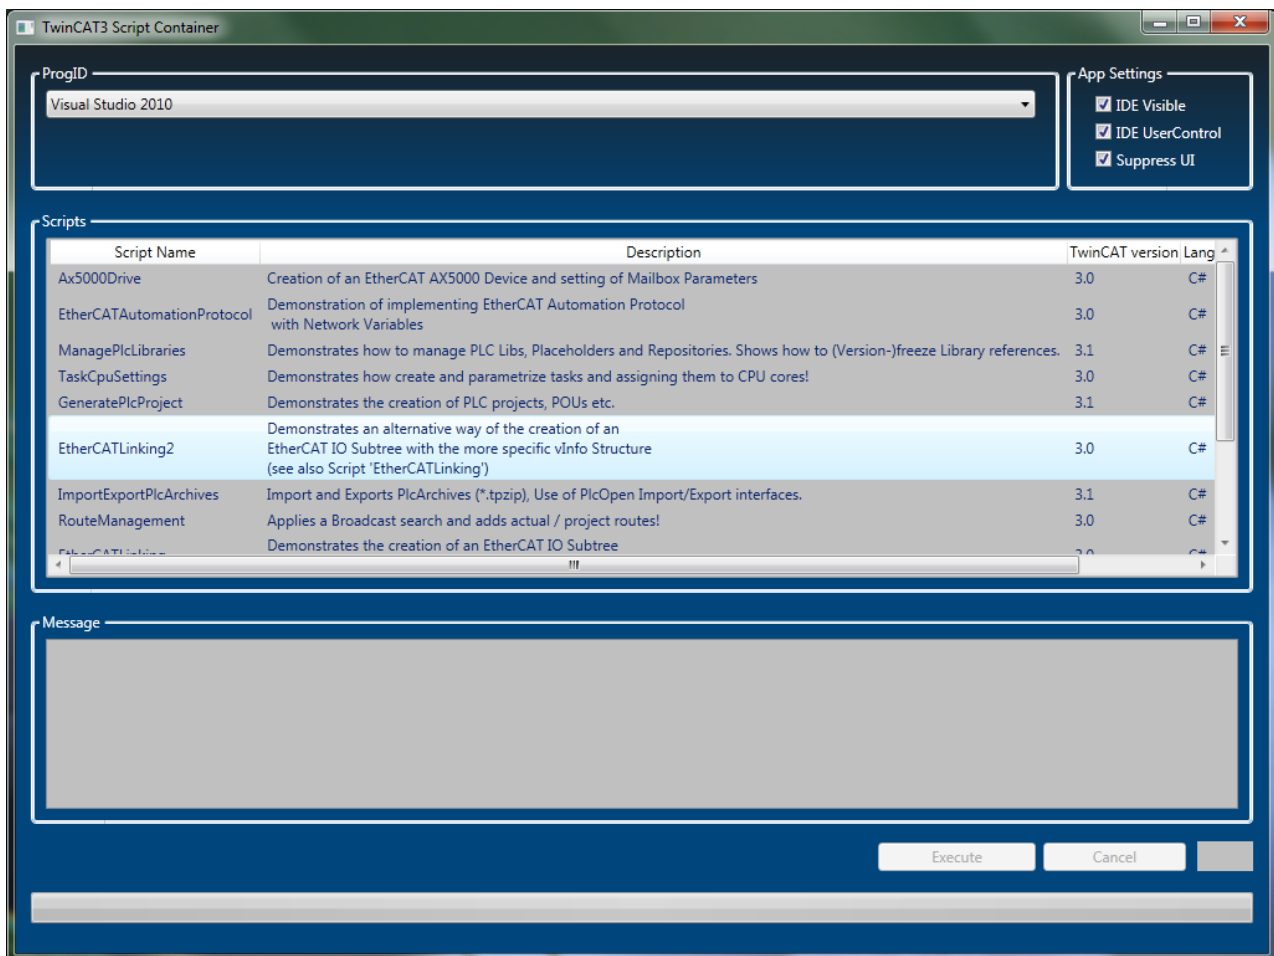 TwinCAT3 Script Container
ProgID
App Settings
Visual Studio 2010
IDE Visible
IDE UserControl
Suppress UI
Scripts
Script Name Description TwinCAT version Lang
Ax5000Drive Creation of an EtherCAT AX5000 Device and setting of Mailbox Parameters 3.0 C#
EtherCATAutomationProtocol Demonstration of implementing EtherCAT Automation Protocol 3.0 C#
with Network Variables
ManagePlcLibraries Demonstrates how to manage PLC Libs, Placeholders and Repositories. Shows how to (Version-)freeze Library references. 3.1 C#
TaskCpuSettings Demonstrates how create and parametrize tasks and assigning them to CPU cores! 3.0 C#
GeneratePlcProject Demonstrates the creation of PLC projects, POUs etc. 3.1 C#
Demonstrates an alternative way of the creation of an
EtherCATLinking2 EtherCAT IO Subtree with the more specific vInfo Structure 3.0 C#
(see also Script 'EtherCATLinking')
ImportExportPlcArchives Import and Exports PlcArchives (*.tpzip), Use of PlcOpen Import/Export interfaces. 3.1 C#
RouteManagement Applies a Broadcast search and adds actual / project routes! 3.0 C#
Demonstrates the creation of an EtherCAT IO Subtree
EtherCATLinking 3.0 C#
Message
Execute Cancel